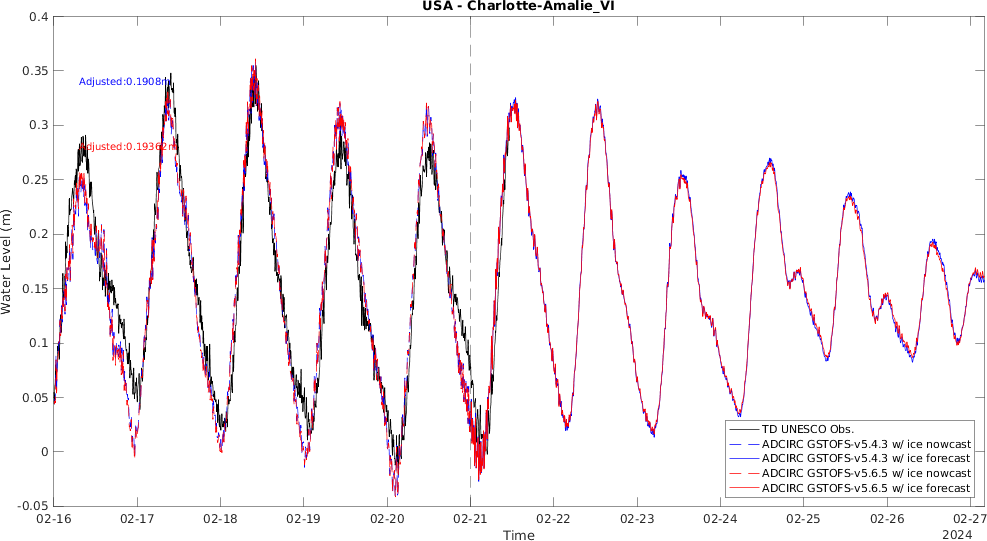 USA - Charlotte-Amalie_VI
0.4
0.35
0.3
0.25
0.2
0.15
0.1
0.05
0
-0.05
Water Level (m)
Adjusted:0.1908m
Adjusted:0.19362m
02-16
02-17
02-18
02-19
02-20
02-21
02-22
02-23
02-24
02-25
02-26
02-27
Time
2024
TD UNESCO Obs.
ADCIRC GSTOFS-v5.4.3 w/ ice nowcast
ADCIRC GSTOFS-v5.4.3 w/ ice forecast
ADCIRC GSTOFS-v5.6.5 w/ ice nowcast
ADCIRC GSTOFS-v5.6.5 w/ ice forecast